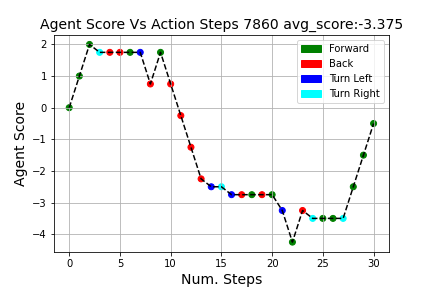 Agent Score Vs Action Steps 7860 avg_score:-3.375
Agent Score
2
1
0
−1
−2
−3
−4
Forward
Back
Turn Left
Turn Right
0 5 10 15 20 25 30
Num. Steps